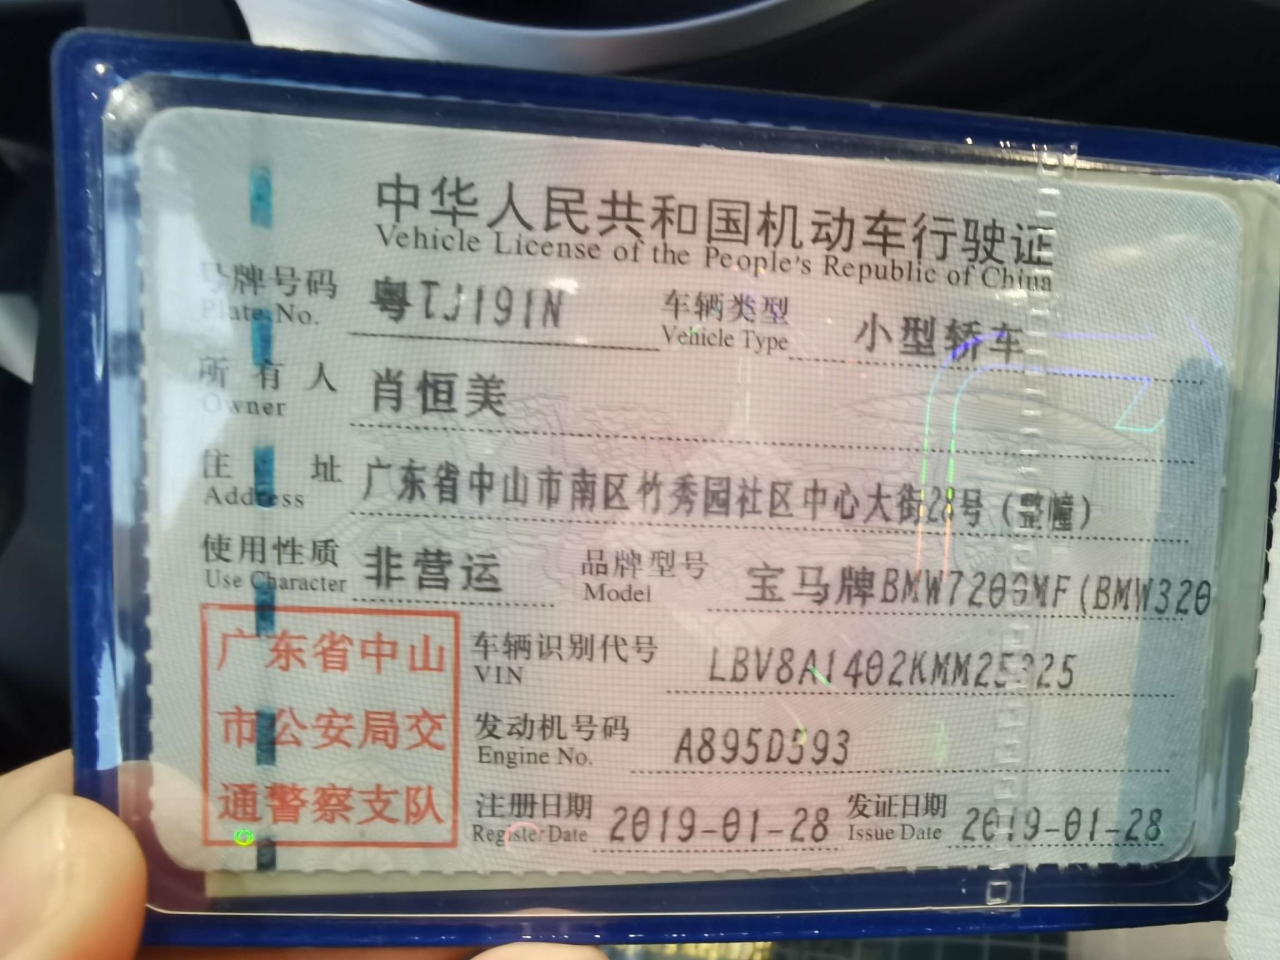 中华人民共和国机动车行驶证
Vehicle License of the People's Republic of China
号牌号码 粤TJ191N 车辆类型 小型轿车
Plate No. Vehicle Type
所有人 肖恒美
Owner
住址 广东省中山市南区竹秀园社区中心大街28号（整幢）
Address
使用性质 非营运 品牌型号 宝马牌BMW7200MF(BMW320
Use Character Model
广东省中山
市公安局交
通警察支队
车辆识别代号 LBV8A1402KMM25325
VIN
发动机号码 A895D593
Engine No.
注册日期 2019-01-28 发证日期 2019-01-28
Register Date Issue Date